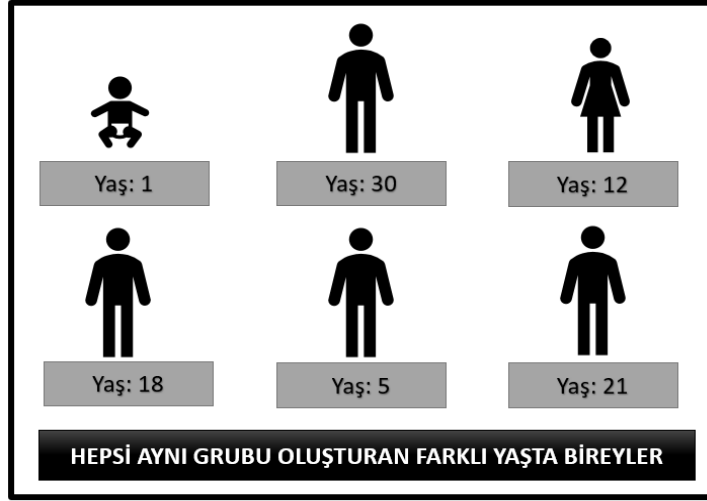 Yaş: 1
Yaş: 30
Yaş: 12
Yaş: 18
Yaş: 5
Yaş: 21
HEPSİ AYNI GRUBU OLUŞTURAN FARKLI YAŞTA BİREYLER